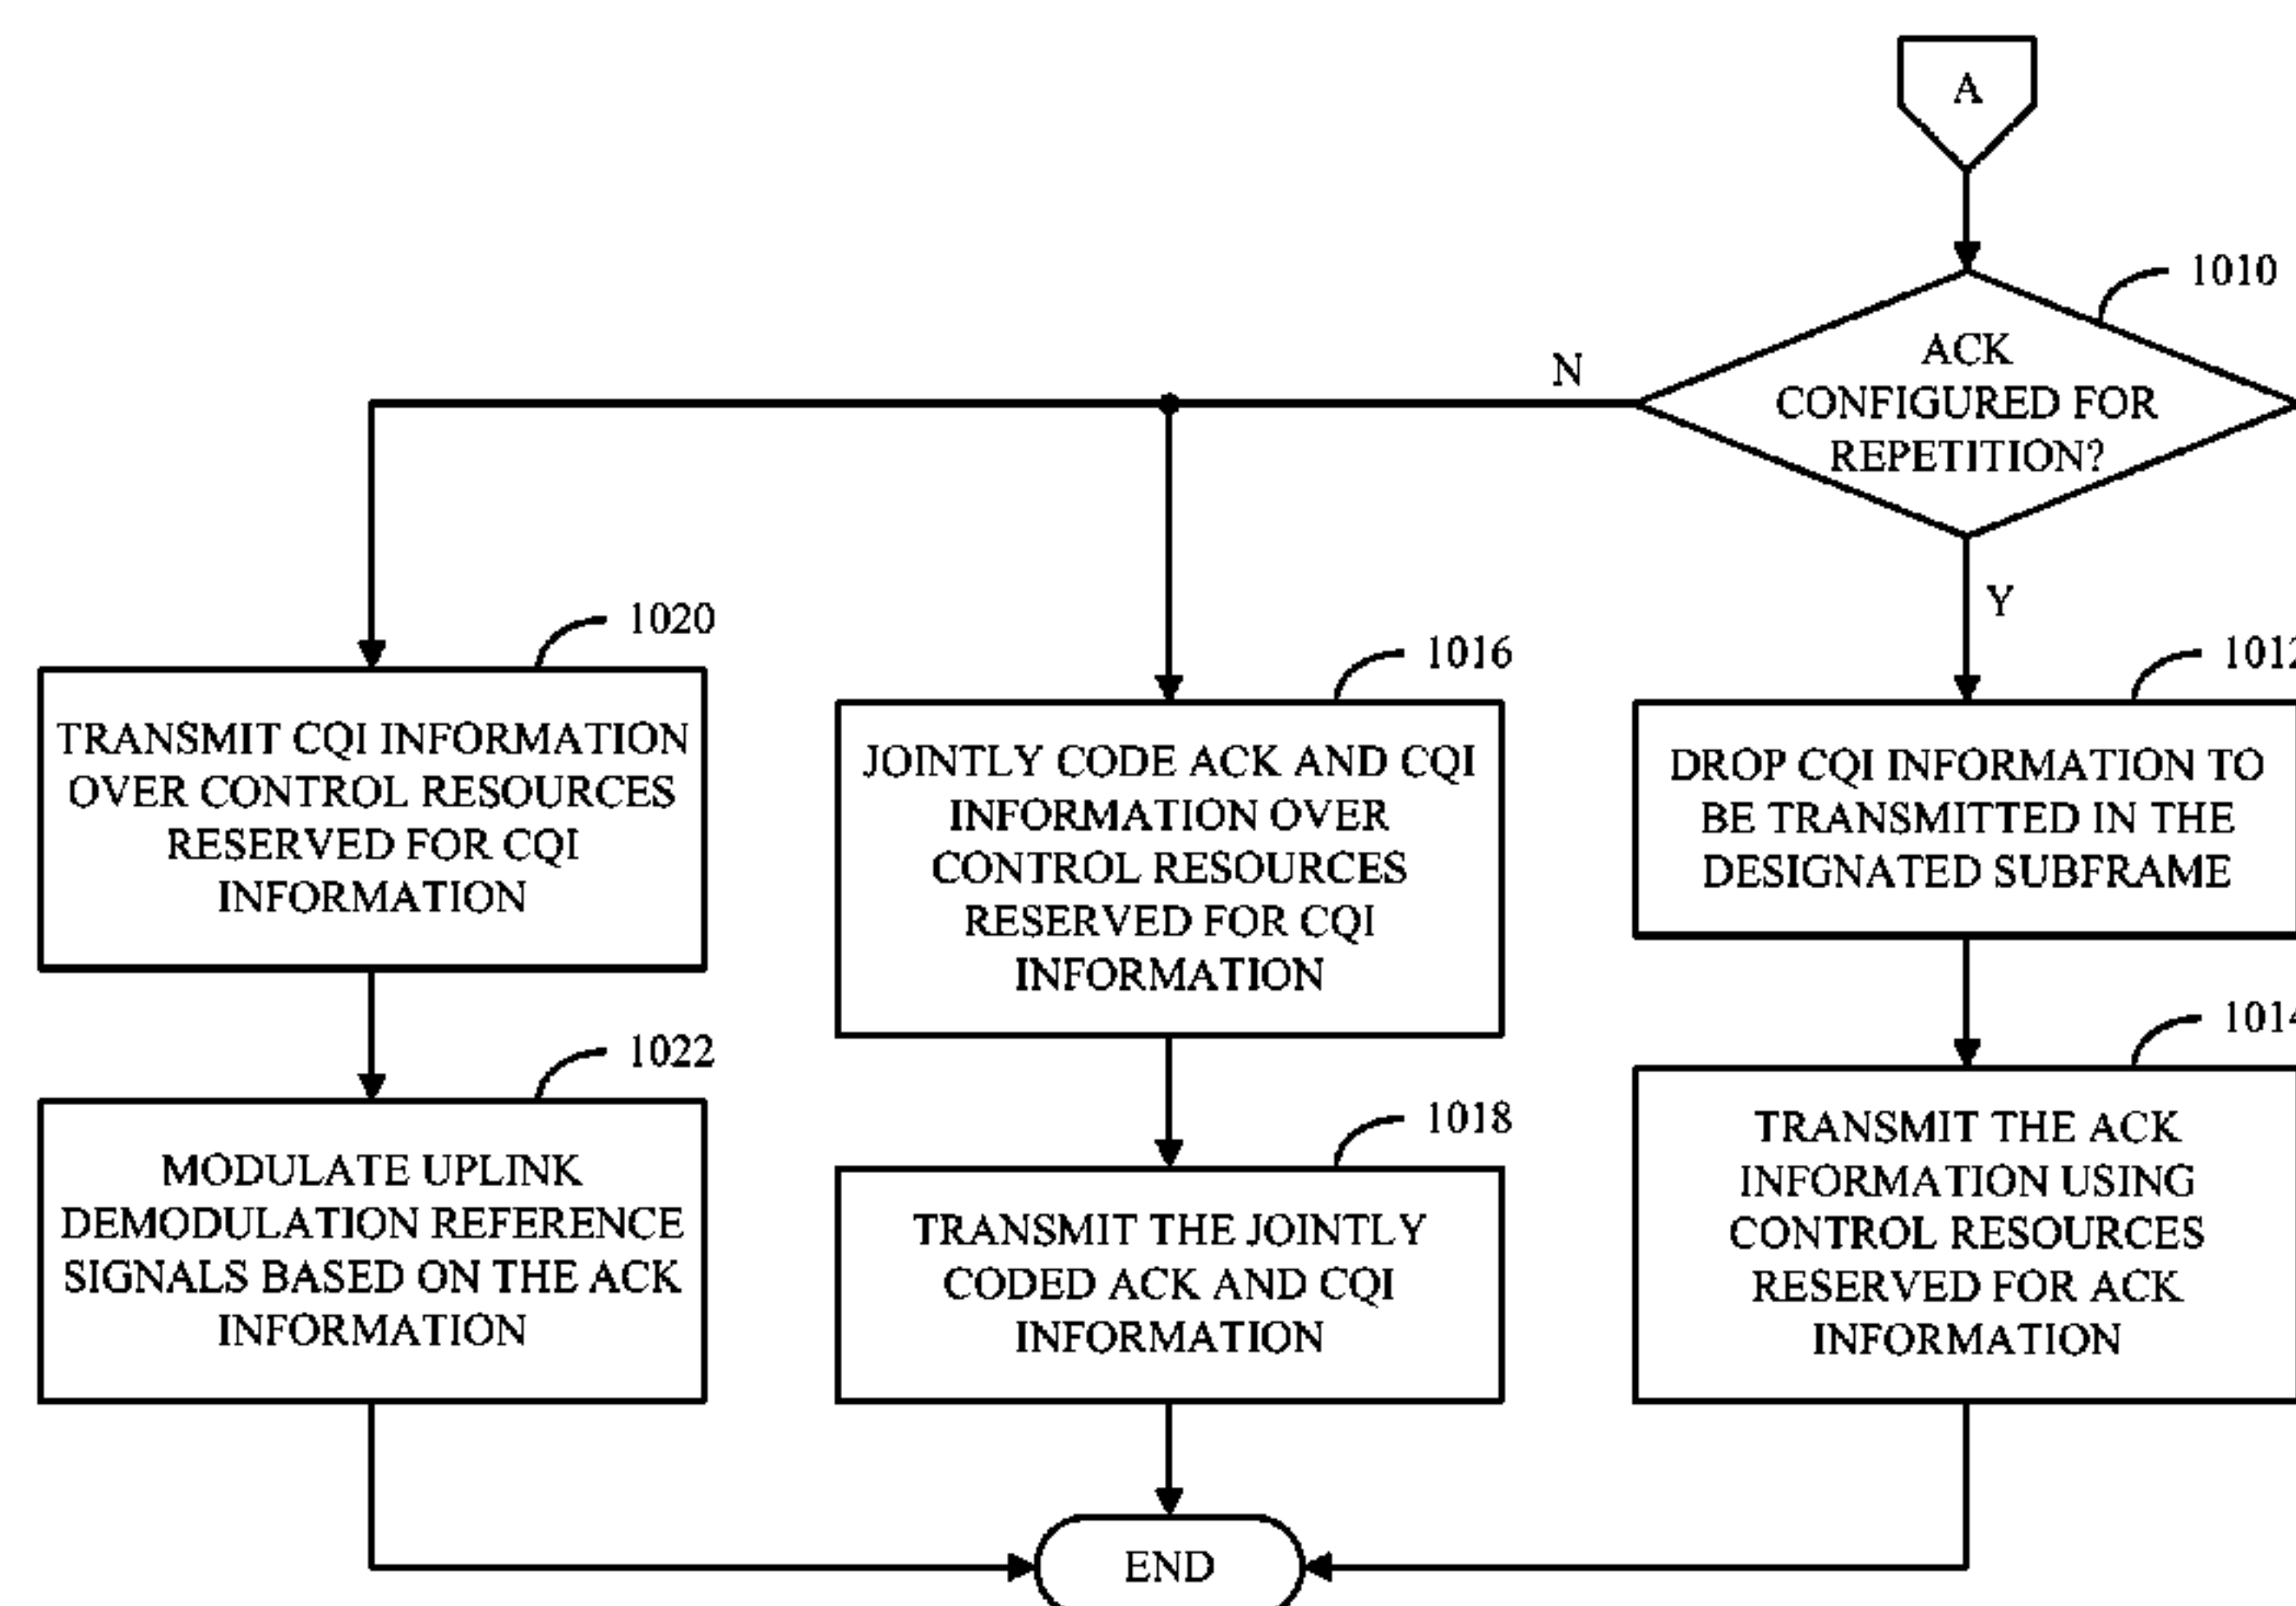 A
1010
ACK
CONFIGURED FOR
REPETITION?
N
Y
1020
TRANSMIT CQI INFORMATION
OVER CONTROL RESOURCES
RESERVED FOR CQI
INFORMATION
1022
MODULATE UPLINK
DEMODULATION REFERENCE
SIGNALS BASED ON THE ACK
INFORMATION
1016
JOINTLY CODE ACK AND CQI
INFORMATION OVER
CONTROL RESOURCES
RESERVED FOR CQI
INFORMATION
1018
TRANSMIT THE JOINTLY
CODED ACK AND CQI
INFORMATION
1012
DROP CQI INFORMATION TO
BE TRANSMITTED IN THE
DESIGNATED SUBFRAME
1014
TRANSMIT THE ACK
INFORMATION USING
CONTROL RESOURCES
RESERVED FOR ACK
INFORMATION
END